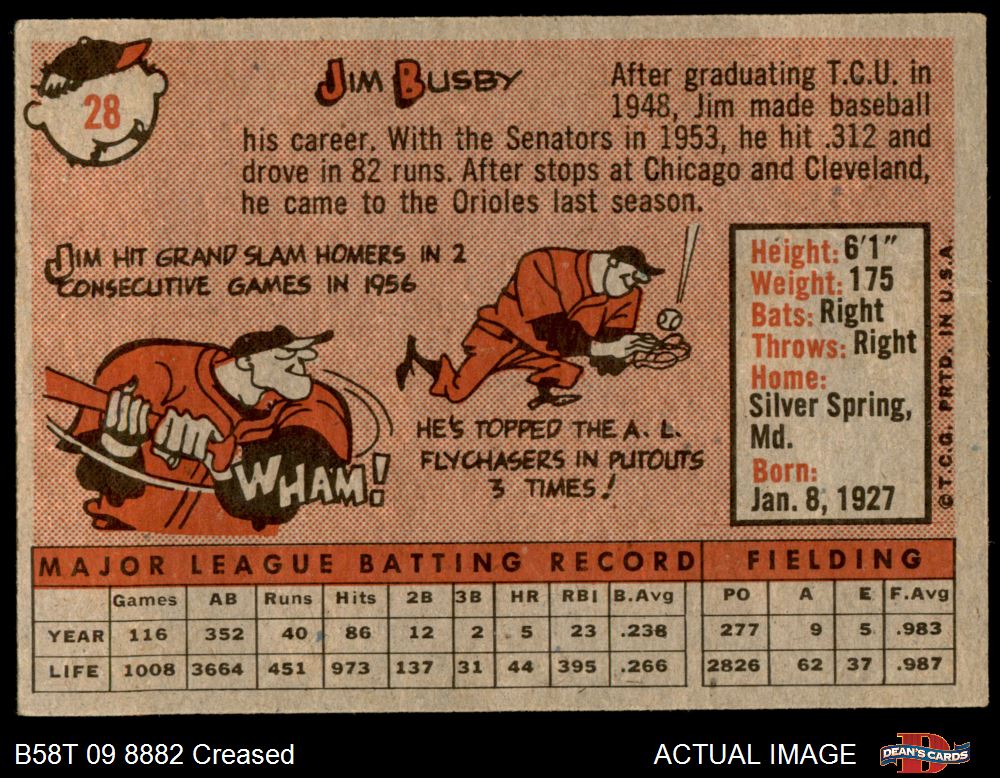 28
Jim Busby
After graduating T.C.U. in
1948, Jim made baseball
his career. With the Senators in 1953, he hit .312 and
drove in 82 runs. After stops at Chicago and Cleveland,
he came to the Orioles last season.
JIM HIT GRAND SLAM HOMERS IN 2
CONSECUTIVE GAMES IN 1956
WHAM!
HE'S TOPPED THE A. L.
FLYCHASERS IN PUTOUTS
3 TIMES!
Height: 6'1"
Weight: 175
Bats: Right
Throws: Right
Home:
Silver Spring,
Md.
Born:
Jan. 8, 1927
© T.C.G. PRTD. IN U.S.A.
MAJOR LEAGUE BATTING RECORD FIELDING
Games AB Runs Hits 2B 3B HR RBI B.Avg PO A E F.Avg
YEAR 116 352 40 86 12 2 5 23 .238 277 9 5 .983
LIFE 1008 3664 451 973 137 31 44 395 .266 2826 62 37 .987
B58T 09 8882 Creased
ACTUAL IMAGE
DEAN'S CARDS